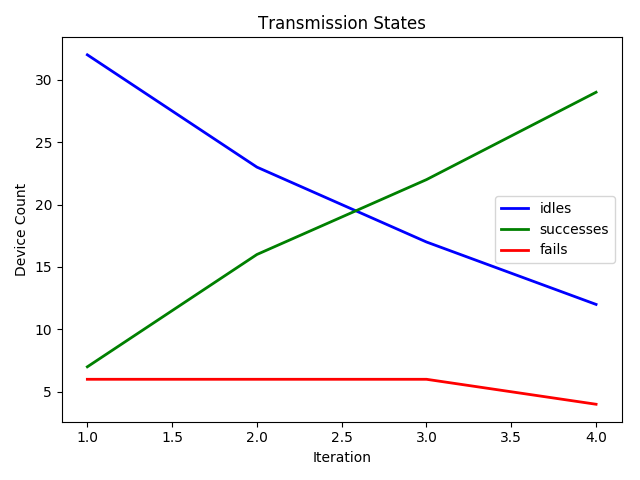 Transmission States
30
25
20
15
10
5
Device Count
idles
successes
fails
1.0 1.5 2.0 2.5 3.0 3.5 4.0
Iteration